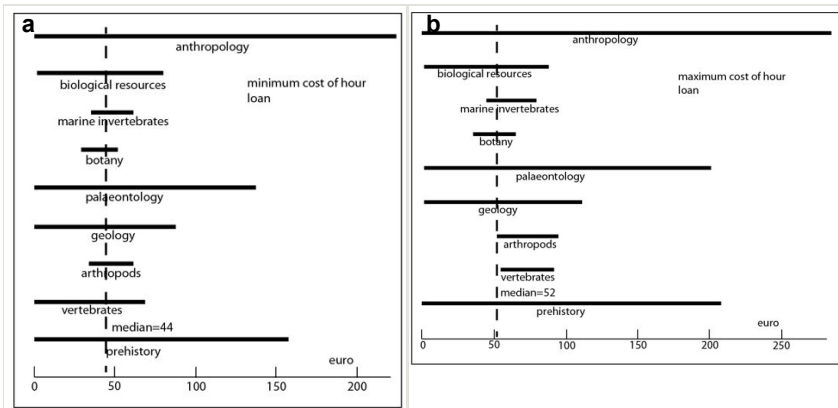 a
anthropology
biological resources
minimum cost of hour
loan
marine invertebrates
botany
palaeontology
geology
arthropods
vertebrates
median=44
prehistory
euro
0 50 100 150 200
b
anthropology
biological resources
maximum cost of hour
loan
marine invertebrates
botany
palaeontology
geology
arthropods
vertebrates
median=52
prehistory
euro
0 50 100 150 200 250